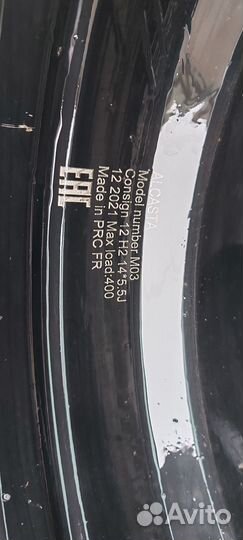 ALCASTA
Model number.M03
Consign 12 H2 14*5.5J
12 2021 Max load:400
Made in PRC FR
EAC
Avito